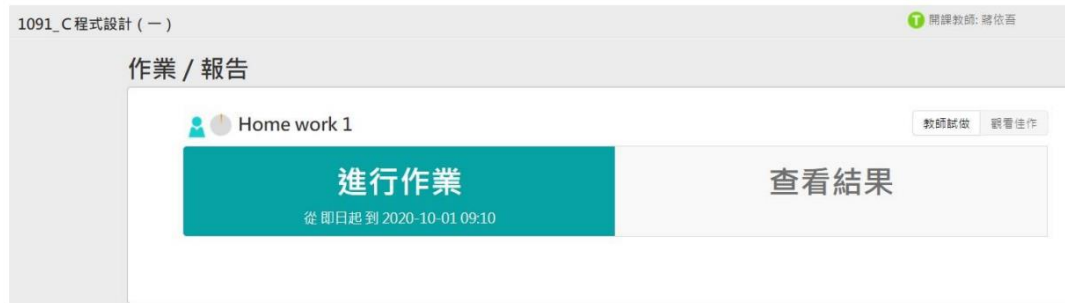 1091_C程式設計(一)
T 開課教師: 蔣依吾
作業 / 報告
Home work 1
教師試做 觀看佳作
進行作業
從 即日起 到 2020-10-01 09:10
查看結果